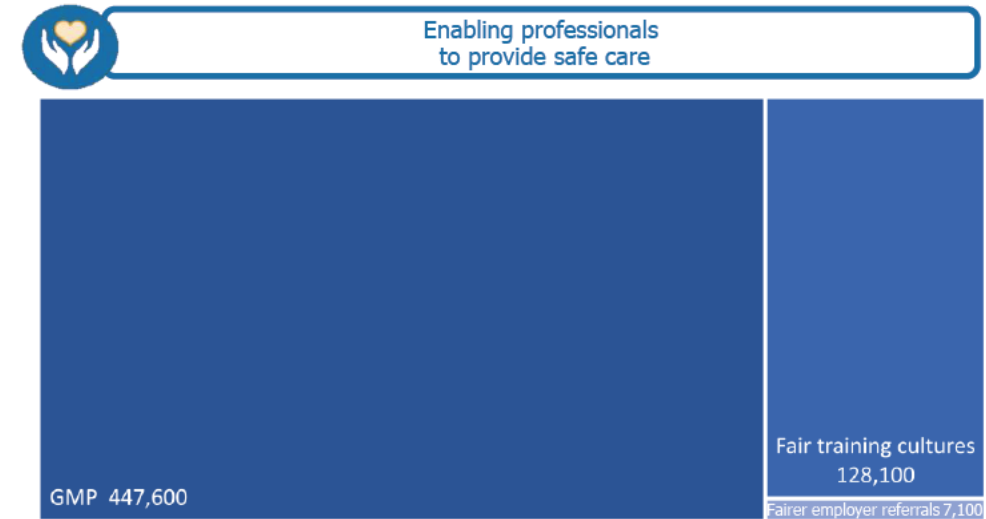 Enabling professionals
to provide safe care
GMP 447,600
Fair training cultures
128,100
Fairer employer referrals 7,100